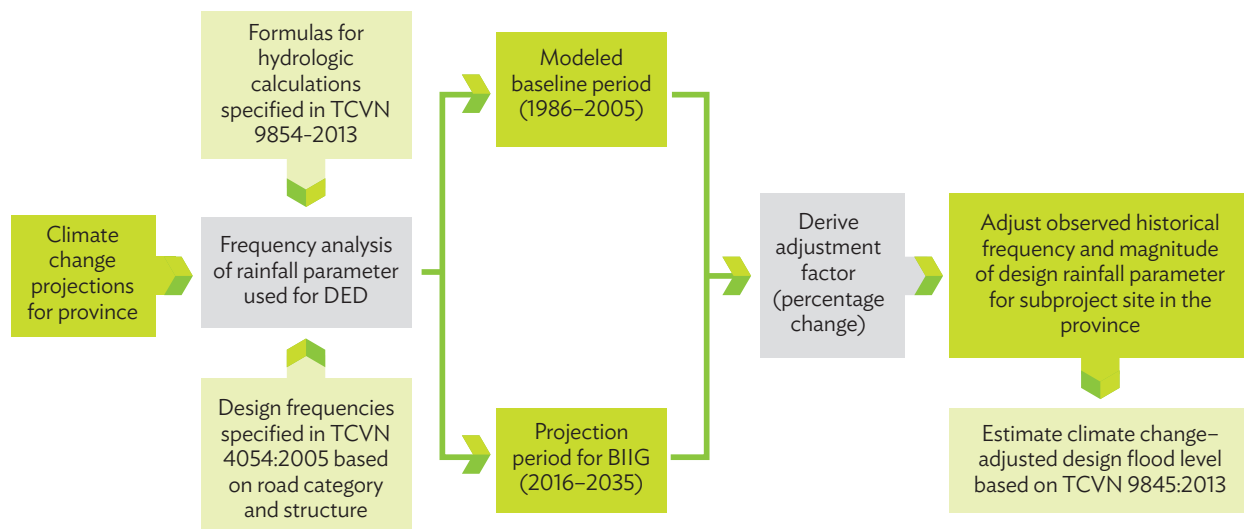 Formulas for
hydrologic
calculations
specified in TCVN
9854-2013
Modeled
baseline period
(1986–2005)
Climate
change
projections
for province
Frequency analysis
of rainfall parameter
used for DED
Derive
adjustment
factor
(percentage
change)
Adjust observed historical
frequency and magnitude
of design rainfall parameter
for subproject site in the
province
Design frequencies
specified in TCVN
4054:2005 based
on road category
and structure
Projection
period for BIIG
(2016–2035)
Estimate climate change–
adjusted design flood level
based on TCVN 9845:2013